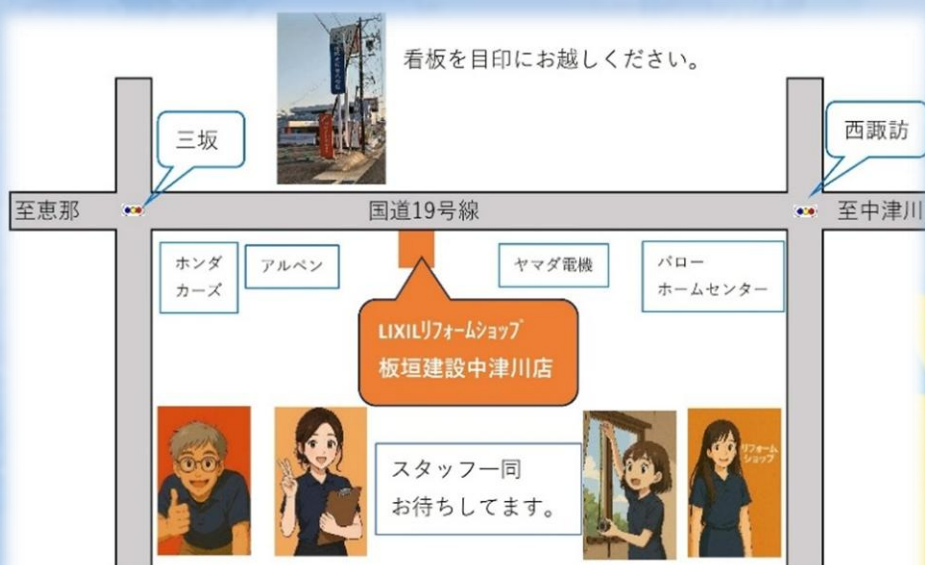 看板を目印にお越しください。
三坂
西諏訪
至恵那
国道19号線
至中津川
ホンダ
カーズ
アルペン
ヤマダ電機
バロー
ホームセンター
LIXILリフォームショップ
板垣建設中津川店
スタッフ一同
お待ちしてます。
リフォーム
ショップ